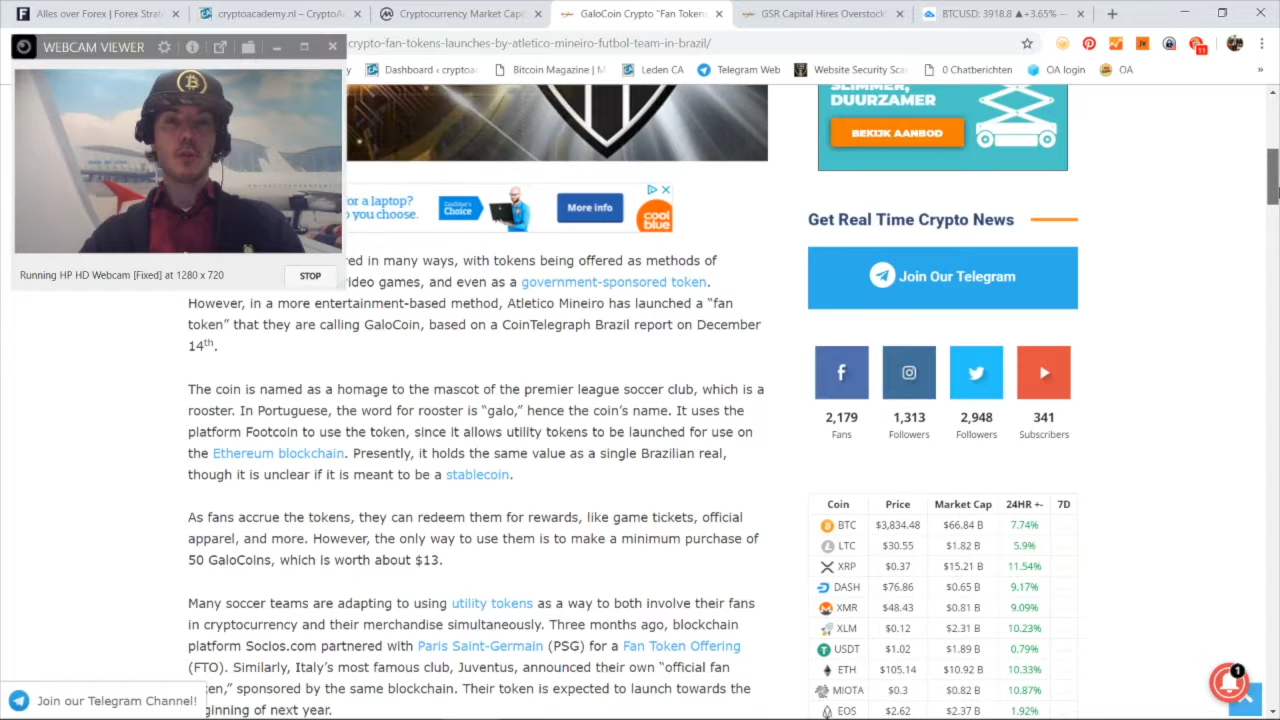 Alles over Forex | Forex Strate
cryptoacademy.nl – CryptoAc
Cryptocurrency Market Capit
GaloCoin Crypto "Fan Token
GSR Capital Hires Overstock'
BTCUSD: 3918.8 ▲+3.65% —
WEBCAM VIEWER
crypto-fan-tokens-launches-by-atletico-mineiro-futbol-team-in-brazil/
11
Dashboard ‹ cryptoa
Bitcoin Magazine | M
Leden CA
Telegram Web
Website Security Sca
0 Chatberichten
OA login
OA
»
Running HP HD Webcam [Fixed] at 1280 x 720
STOP
SLIMMER,
DUURZAMER
BEKIJK AANBOD
or a laptop?
o you choose.
Coolblue's
Choice
More info
cool
blue
red in many ways, with tokens being offered as methods of
ideo games, and even as a government-sponsored token.
However, in a more entertainment-based method, Atletico Mineiro has launched a “fan
token” that they are calling GaloCoin, based on a CoinTelegraph Brazil report on December
14th.
The coin is named as a homage to the mascot of the premier league soccer club, which is a
rooster. In Portuguese, the word for rooster is “galo,” hence the coin’s name. It uses the
platform Footcoin to use the token, since it allows utility tokens to be launched for use on
the Ethereum blockchain. Presently, it holds the same value as a single Brazilian real,
though it is unclear if it is meant to be a stablecoin.
As fans accrue the tokens, they can redeem them for rewards, like game tickets, official
apparel, and more. However, the only way to use them is to make a minimum purchase of
50 GaloCoins, which is worth about $13.
Many soccer teams are adapting to using utility tokens as a way to both involve their fans
in cryptocurrency and their merchandise simultaneously. Three months ago, blockchain
platform Socios.com partnered with Paris Saint-Germain (PSG) for a Fan Token Offering
(FTO). Similarly, Italy’s most famous club, Juventus, announced their own “official fan
ken,” sponsored by the same blockchain. Their token is expected to launch towards the
ginning of next year.
Join our Telegram Channel!
Get Real Time Crypto News
Join Our Telegram
2,179 1,313 2,948 341
Fans Followers Followers Subscribers
Coin Price Market Cap 24HR +- 7D
BTC $3,834.48 $66.84 B 7.74%
LTC $30.55 $1.82 B 5.9%
XRP $0.37 $15.21 B 11.54%
DASH $76.86 $0.65 B 9.17%
XMR $48.43 $0.81 B 9.09%
XLM $0.12 $2.31 B 10.23%
USDT $1.02 $1.89 B 0.79%
ETH $105.14 $10.92 B 10.33%
MIOTA $0.3 $0.82 B 10.87%
EOS $2.62 $2.37 B 1.92%
1